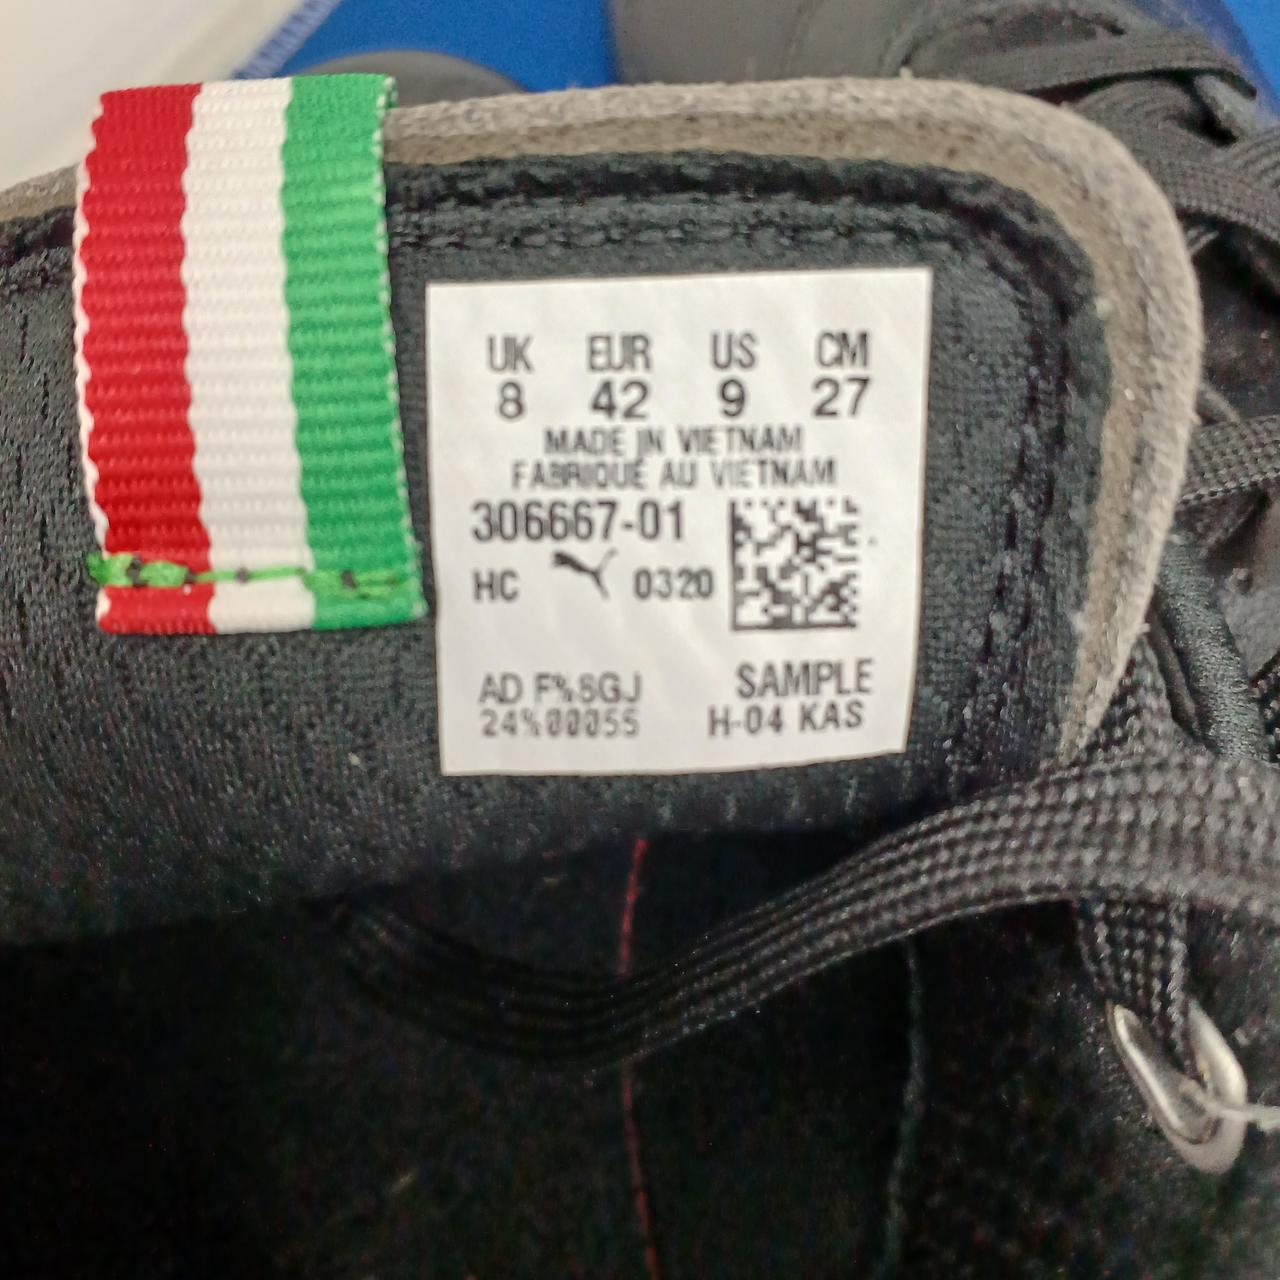 UK EUR US CM
8 42 9 27
MADE IN VIETNAM
FABRIQUÉ AU VIETNAM
306667-01
HC 0320
AD F%8GJ SAMPLE
24%00055 H-04 KAS